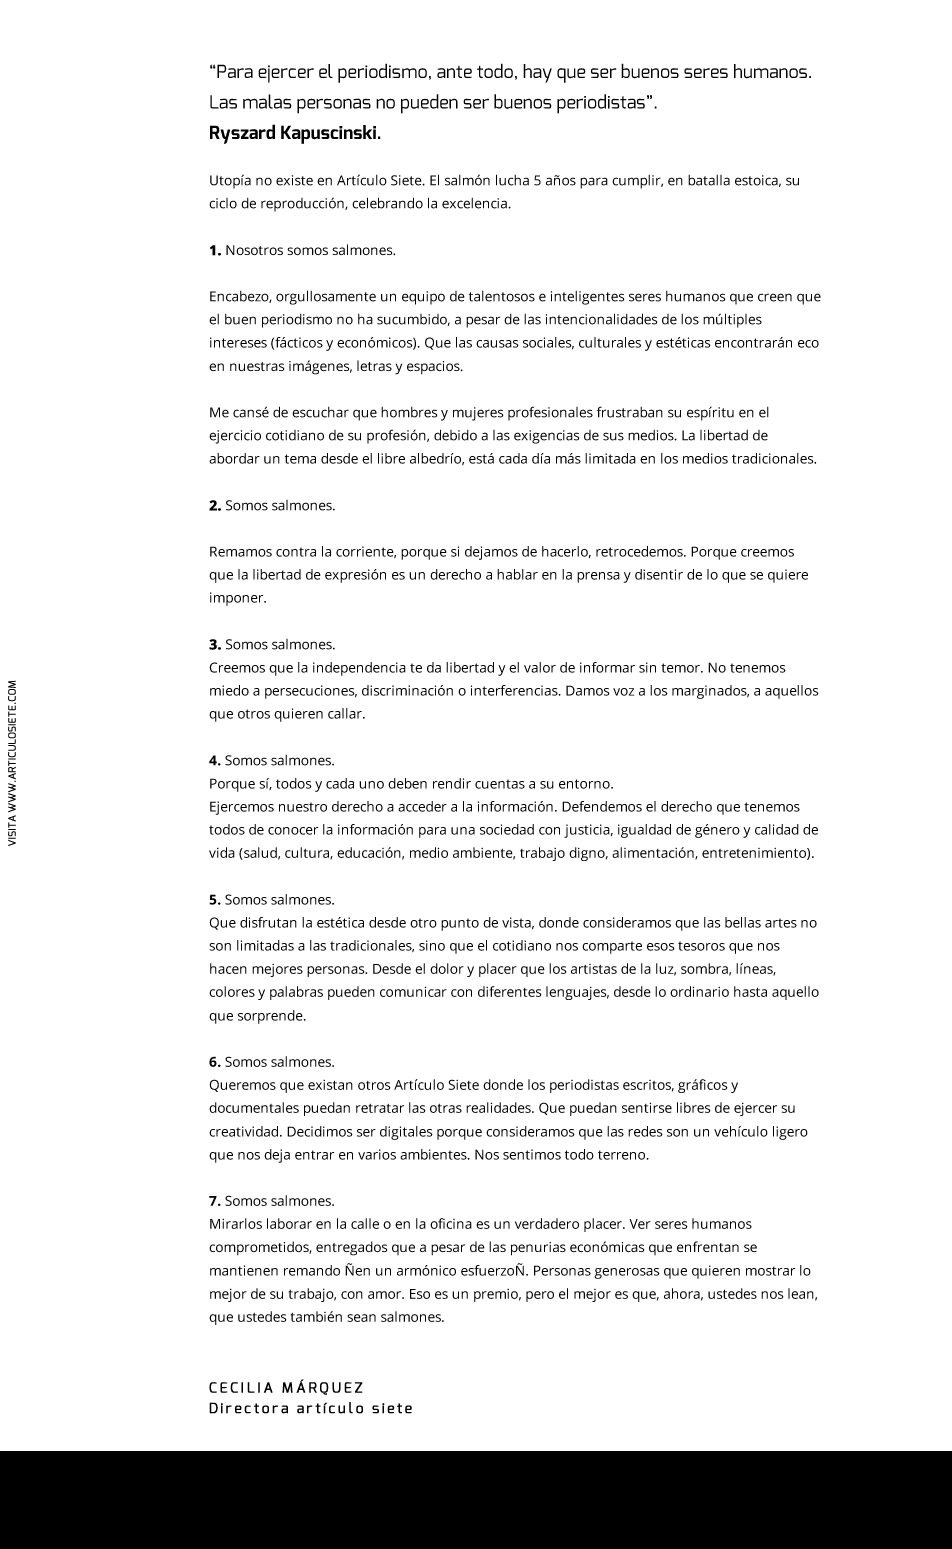 “Para ejercer el periodismo, ante todo, hay que ser buenos seres humanos.
Las malas personas no pueden ser buenos periodistas”.
Ryszard Kapuscinski.
Utopía no existe en Artículo Siete. El salmón lucha 5 años para cumplir, en batalla estoica, su
ciclo de reproducción, celebrando la excelencia.
1. Nosotros somos salmones.
Encabezo, orgullosamente un equipo de talentosos e inteligentes seres humanos que creen que
el buen periodismo no ha sucumbido, a pesar de las intencionalidades de los múltiples
intereses (fácticos y económicos). Que las causas sociales, culturales y estéticas encontrarán eco
en nuestras imágenes, letras y espacios.
Me cansé de escuchar que hombres y mujeres profesionales frustraban su espíritu en el
ejercicio cotidiano de su profesión, debido a las exigencias de sus medios. La libertad de
abordar un tema desde el libre albedrío, está cada día más limitada en los medios tradicionales.
2. Somos salmones.
Remamos contra la corriente, porque si dejamos de hacerlo, retrocedemos. Porque creemos
que la libertad de expresión es un derecho a hablar en la prensa y disentir de lo que se quiere
imponer.
3. Somos salmones.
Creemos que la independencia te da libertad y el valor de informar sin temor. No tenemos
miedo a persecuciones, discriminación o interferencias. Damos voz a los marginados, a aquellos
que otros quieren callar.
4. Somos salmones.
Porque sí, todos y cada uno deben rendir cuentas a su entorno.
Ejercemos nuestro derecho a acceder a la información. Defendemos el derecho que tenemos
todos de conocer la información para una sociedad con justicia, igualdad de género y calidad de
vida (salud, cultura, educación, medio ambiente, trabajo digno, alimentación, entretenimiento).
5. Somos salmones.
Que disfrutan la estética desde otro punto de vista, donde consideramos que las bellas artes no
son limitadas a las tradicionales, sino que el cotidiano nos comparte esos tesoros que nos
hacen mejores personas. Desde el dolor y placer que los artistas de la luz, sombra, líneas,
colores y palabras pueden comunicar con diferentes lenguajes, desde lo ordinario hasta aquello
que sorprende.
6. Somos salmones.
Queremos que existan otros Artículo Siete donde los periodistas escritos, gráficos y
documentales puedan retratar las otras realidades. Que puedan sentirse libres de ejercer su
creatividad. Decidimos ser digitales porque consideramos que las redes son un vehículo ligero
que nos deja entrar en varios ambientes. Nos sentimos todo terreno.
7. Somos salmones.
Mirarlos laborar en la calle o en la oficina es un verdadero placer. Ver seres humanos
comprometidos, entregados que a pesar de las penurias económicas que enfrentan se
mantienen remando Ñen un armónico esfuerzoÑ. Personas generosas que quieren mostrar lo
mejor de su trabajo, con amor. Eso es un premio, pero el mejor es que, ahora, ustedes nos lean,
que ustedes también sean salmones.
CECILIA MÁRQUEZ
Directora artículo siete
VISITA WWW.ARTICULOSIETE.COM